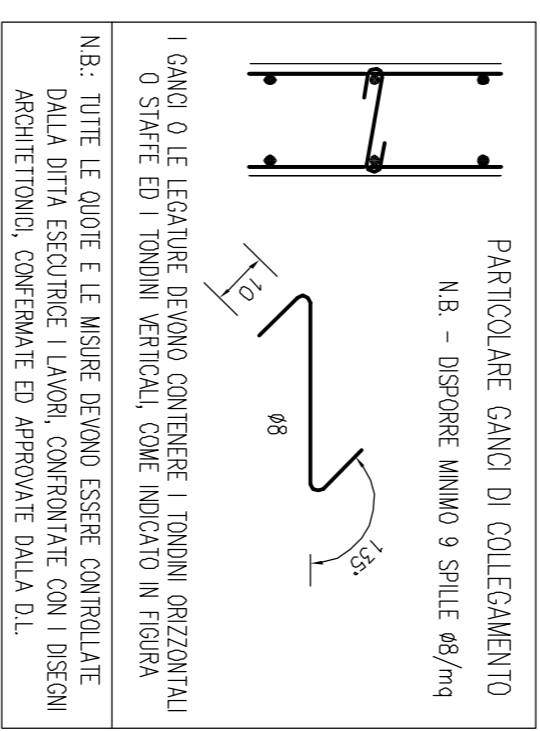 PARTICOLARE GANCI DI COLLEGAMENTO
N.B. - DISPORRE MINIMO 9 SPILLE Ø8/mq
135°
Ø8
10
I GANCI O LE LEGATURE DEVONO CONTENERE I TONDINI ORIZZONTALI
O STAFFE ED I TONDINI VERTICALI, COME INDICATO IN FIGURA
N.B.: TUTTE LE QUOTE E LE MISURE DEVONO ESSERE CONTROLLATE
DALLA DITTA ESECUTRICE I LAVORI, CONFRONTATE CON I DISEGNI
ARCHITETTONICI, CONFERMATE ED APPROVATE DALLA D.L.